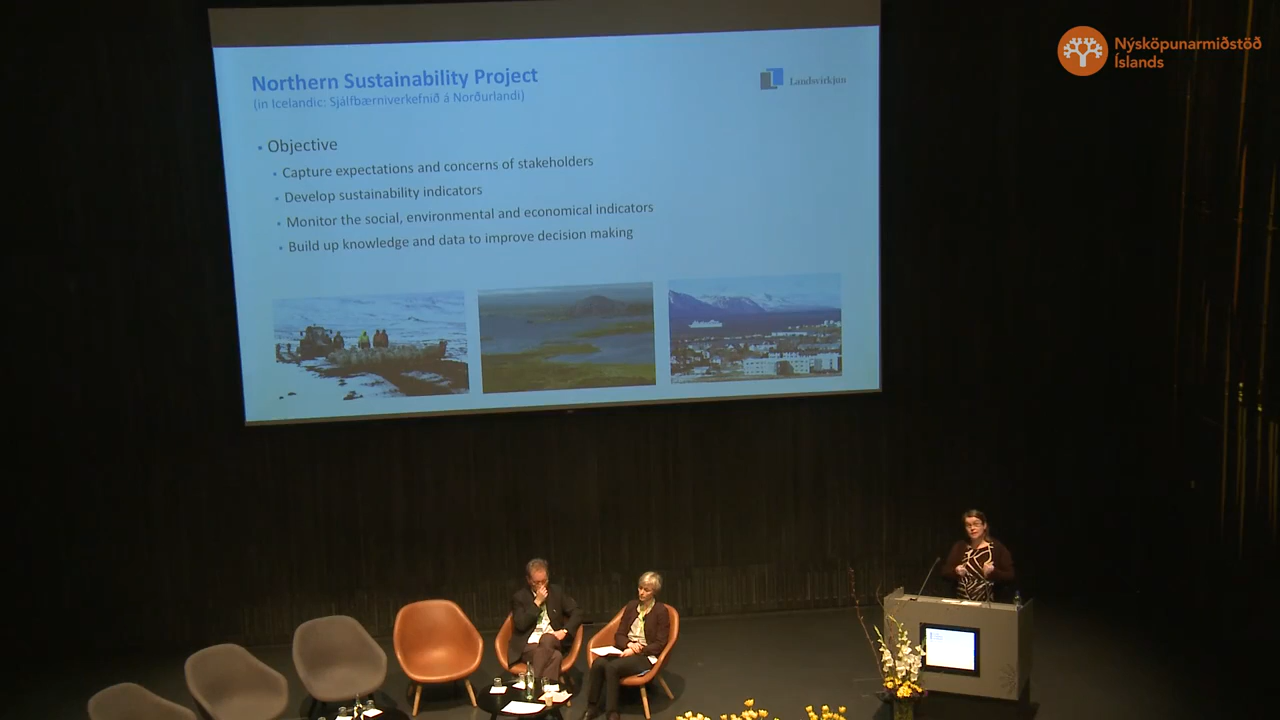 Nýsköpunarmiðstöð
Íslands
Northern Sustainability Project
(in Icelandic: Sjálfbærniverkefnið á Norðurlandi)
Landsvirkjun
• Objective
• Capture expectations and concerns of stakeholders
• Develop sustainability indicators
• Monitor the social, environmental and economical indicators
• Build up knowledge and data to improve decision making